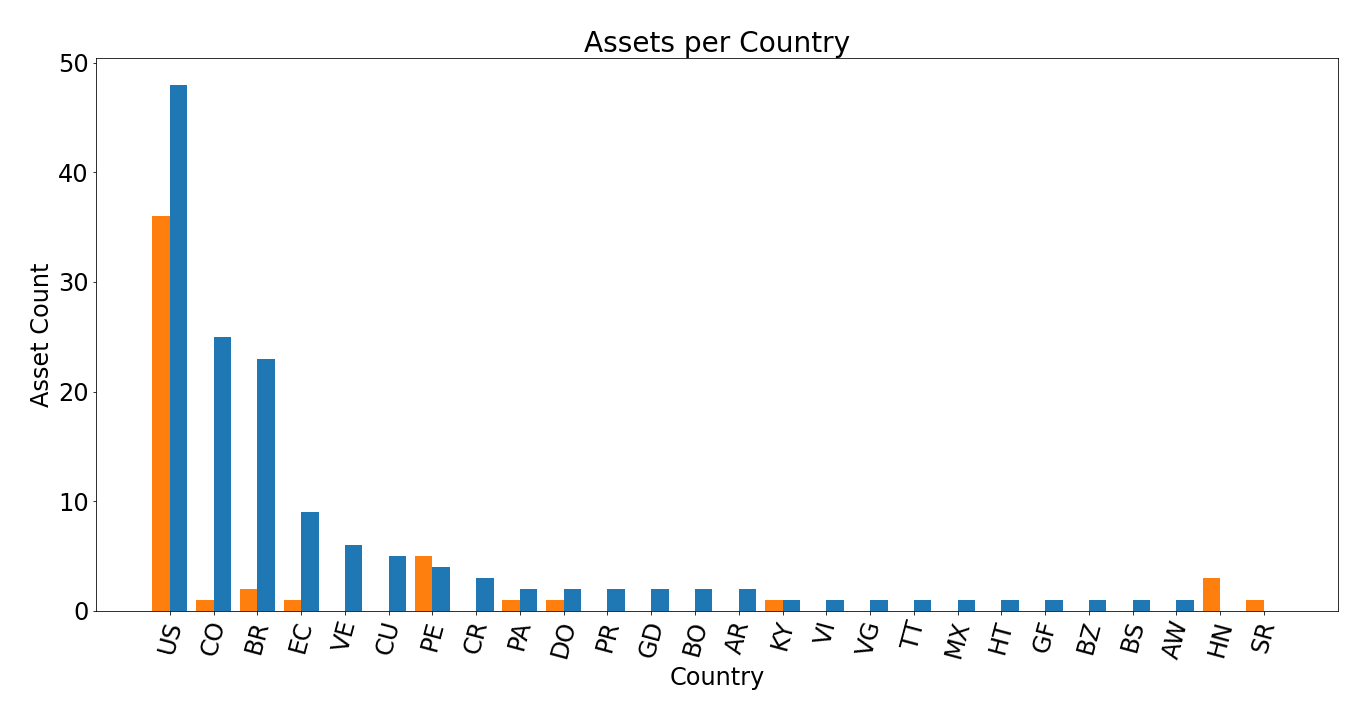 Assets per Country
50
40
30
20
10
0
Asset Count
US CO BR EC VE CU PE CR PA DO PR GD BO AR KY VI VG TT MX HT GF BZ BS AW HN SR
Country